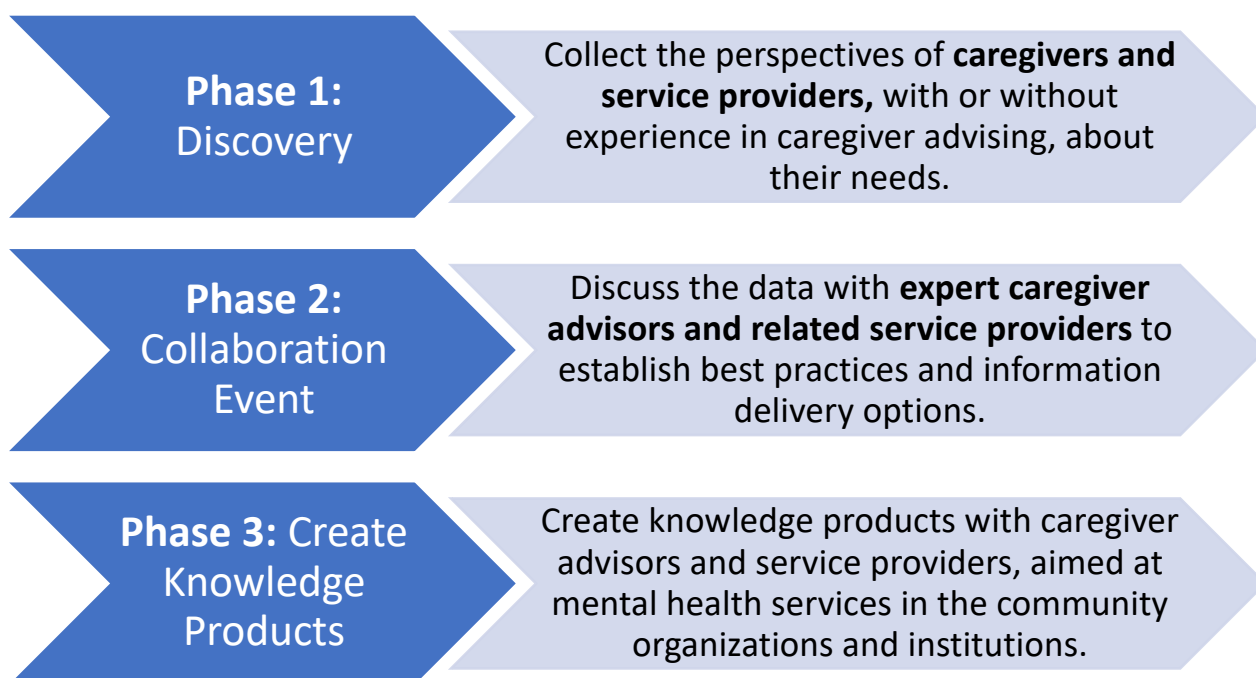 Phase 1:
Discovery
Collect the perspectives of caregivers and
service providers, with or without
experience in caregiver advising, about
their needs.
Phase 2:
Collaboration
Event
Discuss the data with expert caregiver
advisors and related service providers to
establish best practices and information
delivery options.
Phase 3: Create
Knowledge
Products
Create knowledge products with caregiver
advisors and service providers, aimed at
mental health services in the community
organizations and institutions.